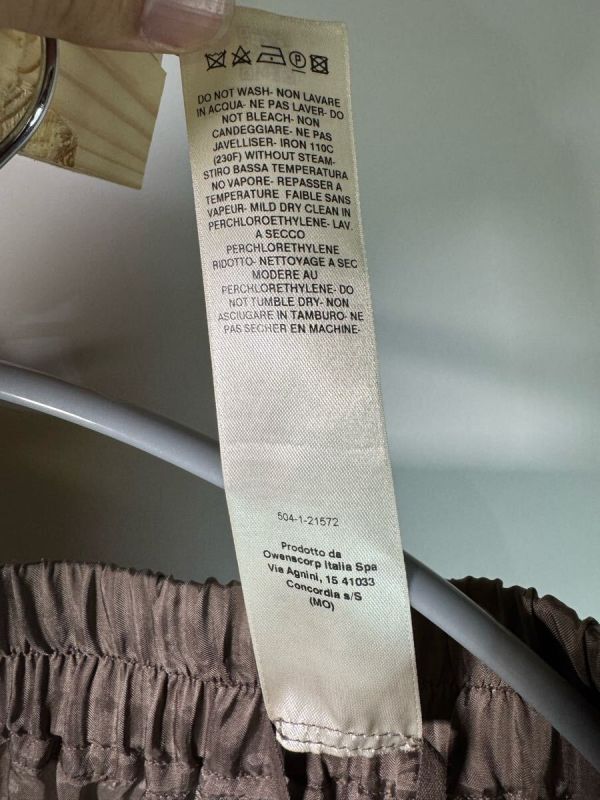 DO NOT WASH- NON LAVARE
IN ACQUA- NE PAS LAVER- DO
NOT BLEACH- NON
CANDEGGIARE- NE PAS
JAVELLISER- IRON 110C
(230F) WITHOUT STEAM-
STIRO BASSA TEMPERATURA
NO VAPORE- REPASSER A
TEMPERATURE FAIBLE SANS
VAPEUR- MILD DRY CLEAN IN
PERCHLOROETHYLENE- LAV.
A SECCO
PERCHLORETHYLENE
RIDOTTO- NETTOYAGE A SEC
MODERE AU
PERCHLOROETHYLENE- DO
NOT TUMBLE DRY- NON
ASCIUGARE IN TAMBURO- NE
PAS SECHER EN MACHINE-
504-1-21572
Prodotto da
Owenscorp Italia Spa
Via Agnini, 15 41033
Concordia s/S
(MO)